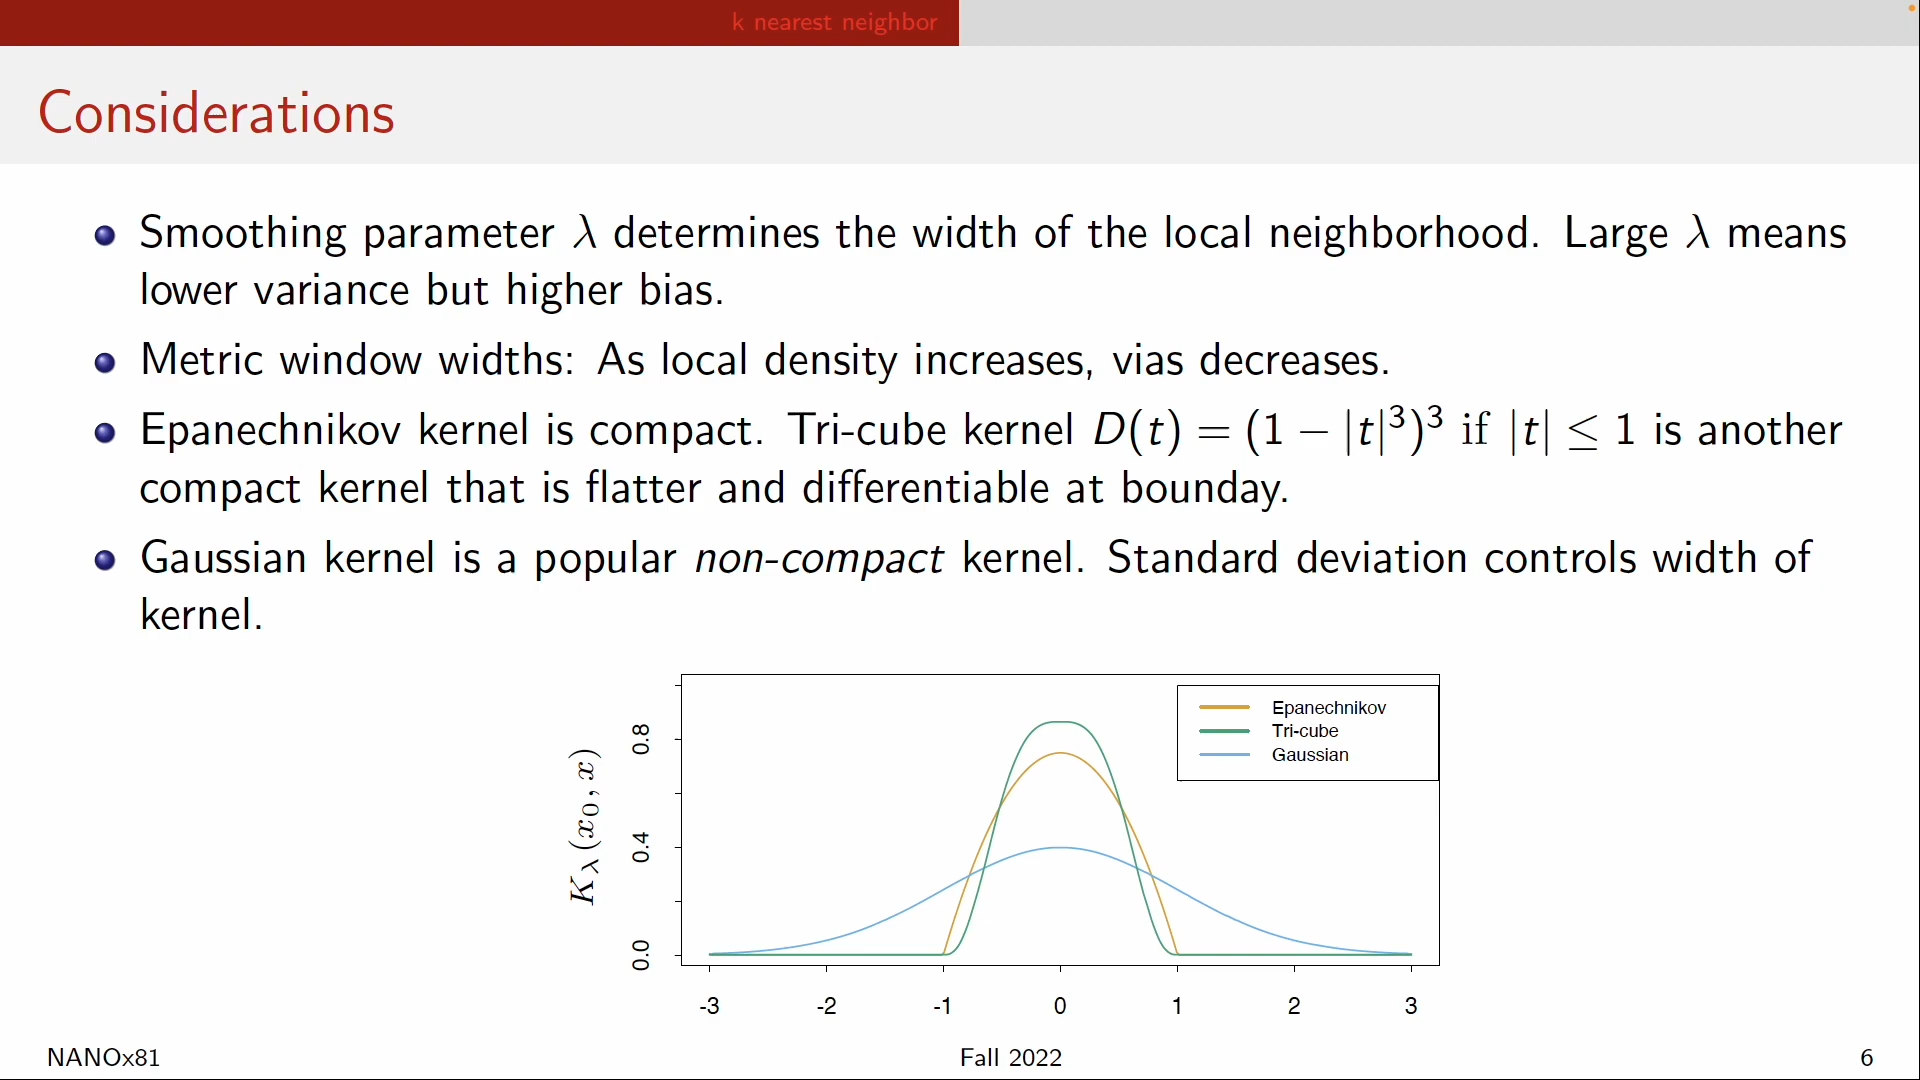 k nearest neighbor
Considerations
Smoothing parameter λ determines the width of the local neighborhood. Large λ means
lower variance but higher bias.
Metric window widths: As local density increases, vias decreases.
Epanechnikov kernel is compact. Tri-cube kernel D(t) = (1 − |t|³)³ if |t| ≤ 1 is another
compact kernel that is flatter and differentiable at bounday.
Gaussian kernel is a popular non-compact kernel. Standard deviation controls width of
kernel.
Epanechnikov
Tri-cube
Gaussian
K_λ(x₀, x)
0.8
0.4
0.0
-3 -2 -1 0 1 2 3
NANOx81 Fall 2022 6